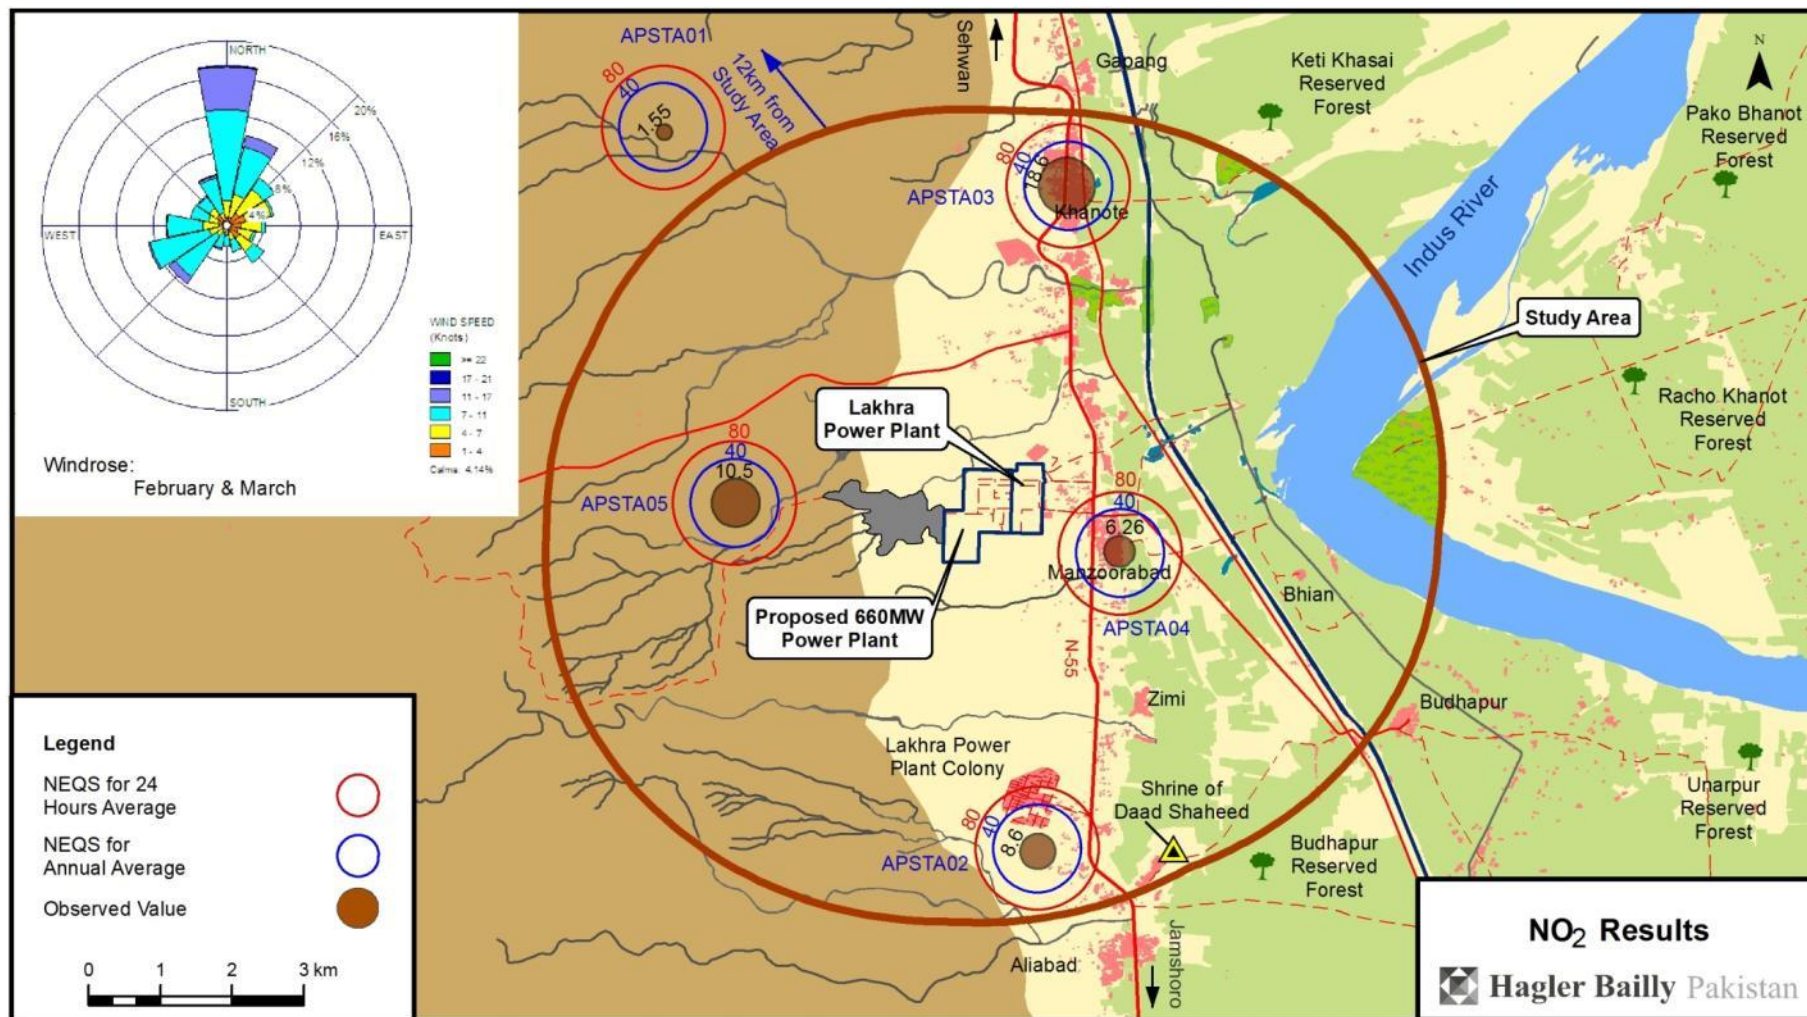 NORTH
20%
16%
12%
8%
4%
WEST
EAST
SOUTH
WIND SPEED
(Knots)
>= 22
17 - 21
11 - 17
7 - 11
4 - 7
1 - 4
Calms: 4.14%
Windrose:
February & March
APSTA01
80
40
1.55
12km from
Study Area
Sehwan
Gapang
Keti Khasai
Reserved
Forest
N
Pako Bhanot
Reserved
Forest
APSTA03
80
40
18.6
Khanote
Indus River
Study Area
Racho Khanot
Reserved
Forest
Lakhra
Power Plant
APSTA05
80
40
10.5
80
40
6.26
Manzoorabad
APSTA04
Bhian
Proposed 660MW
Power Plant
N-55
Zimi
Budhapur
Lakhra Power
Plant Colony
Shrine of
Daad Shaheed
Unarpur
Reserved
Forest
APSTA02
80
40
8.6
Budhapur
Reserved
Forest
Aliabad
Jamshoro
Legend
NEQS for 24
Hours Average
NEQS for
Annual Average
Observed Value
0 1 2 3 km
NO₂ Results
Hagler Bailly Pakistan